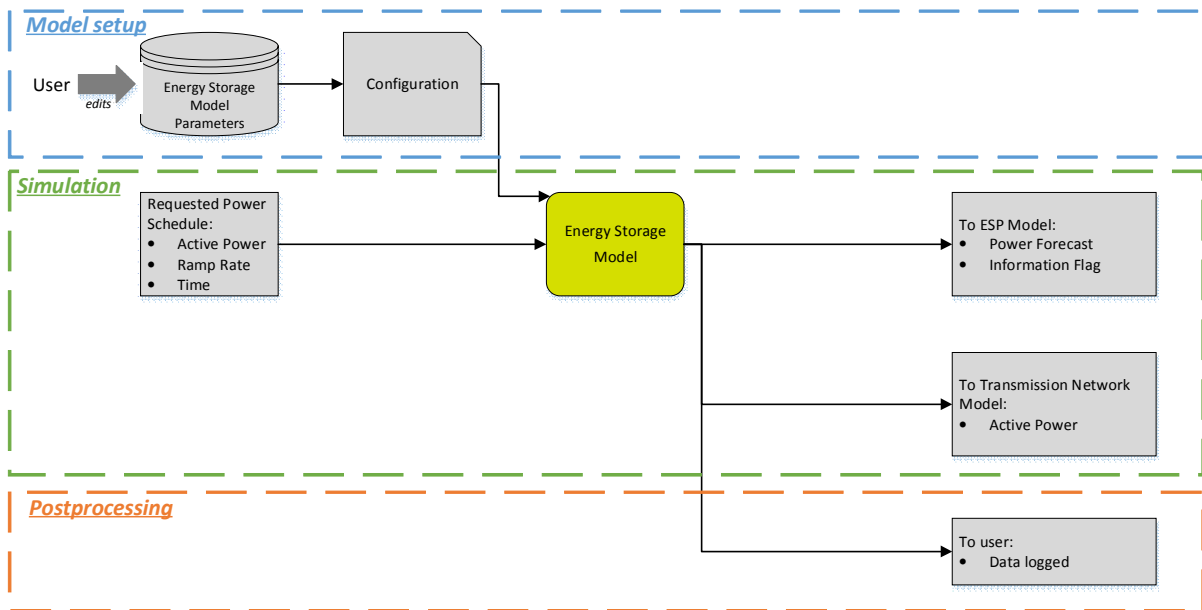 Model setup
User
edits
Energy Storage
Model
Parameters
Configuration
Simulation
Requested Power
Schedule:
• Active Power
• Ramp Rate
• Time
Energy Storage
Model
To ESP Model:
• Power Forecast
• Information Flag
To Transmission Network
Model:
• Active Power
Postprocessing
To user:
• Data logged